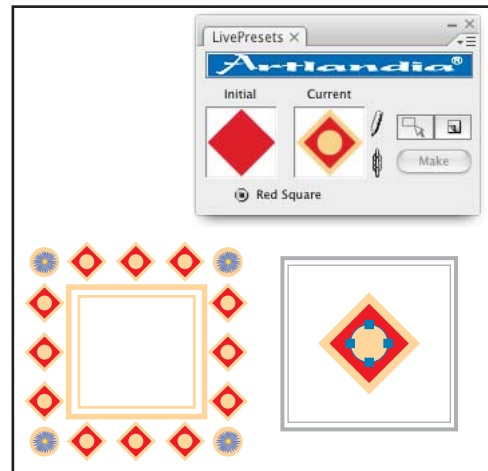 LivePresets ×
Artlandia®
Initial Current
Make
Red Square